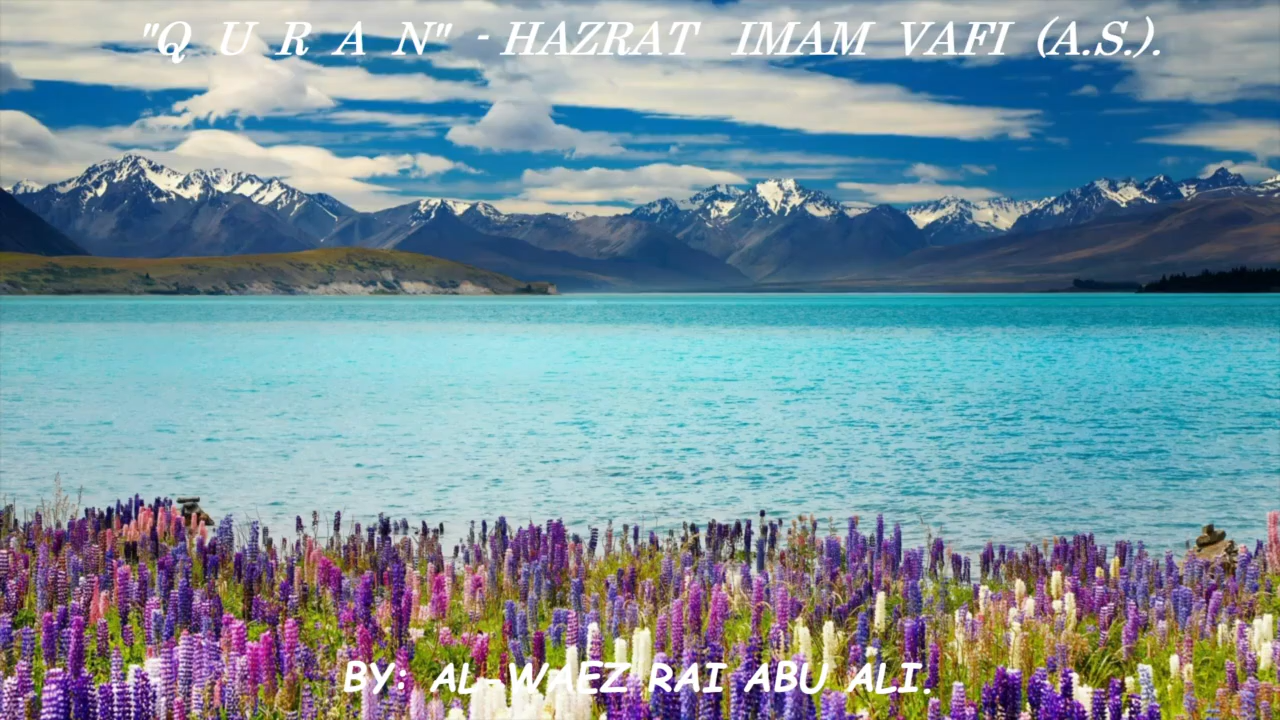 "Q U R A N" - HAZRAT IMAM VAFI (A.S.).
BY: AL-WAEZ RAI ABU ALI.